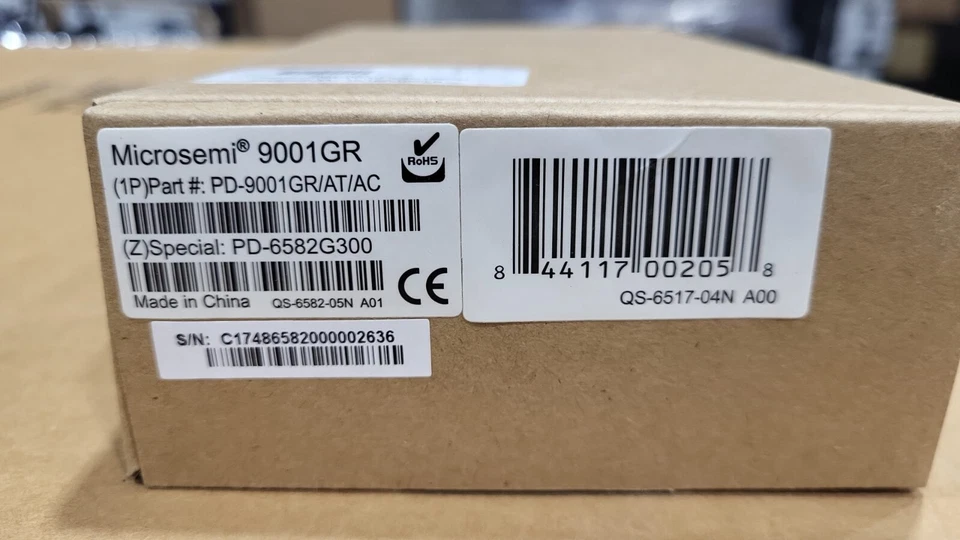 Microsemi® 9001GR
RoHS
(1P)Part #: PD-9001GR/AT/AC
(Z)Special: PD-6582G300
Made in China QS-6582-05N A01
CE
S/N: C17486582000002636
8 44117 00205 8
QS-6517-04N A00